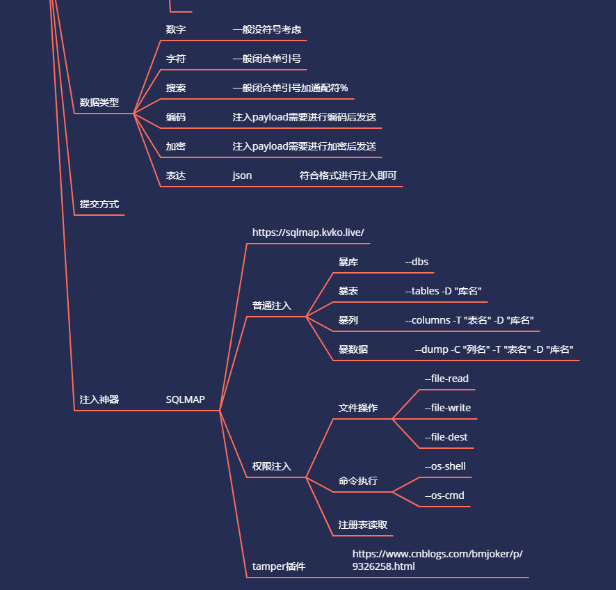 数字 一般没符号考虑
字符 一般闭合单引号
搜索 一般闭合单引号加通配符%
数据类型
编码 注入payload需要进行编码后发送
加密 注入payload需要进行加密后发送
表达 json 符合格式进行注入即可
提交方式
https://sqlmap.kvko.live/
暴库 --dbs
暴表 --tables -D "库名"
普通注入
暴列 --columns -T "表名" -D "库名"
暴数据 --dump -C "列名" -T "表名" -D "库名"
--file-read
注入神器 SQLMAP
文件操作 --file-write
--file-dest
权限注入
--os-shell
命令执行
--os-cmd
注册表读取
tamper插件
https://www.cnblogs.com/bmjoker/p/
9326258.html